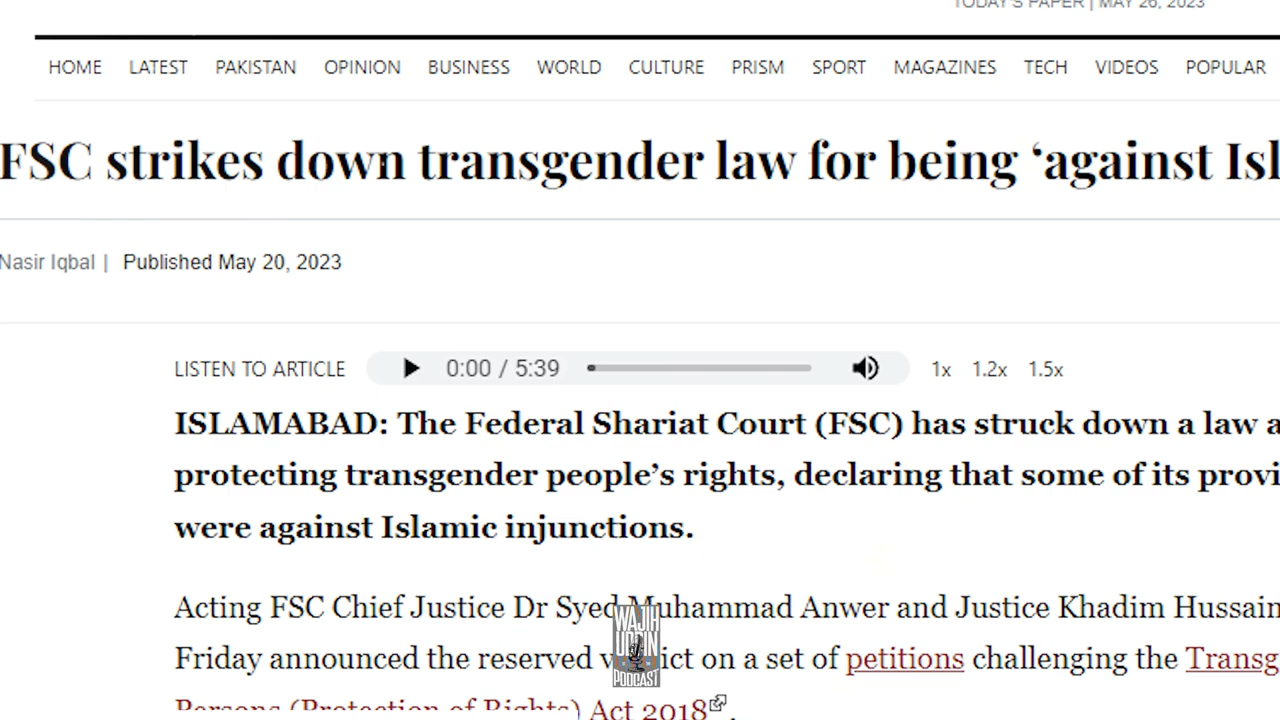 TODAY'S PAPER | MAY 26, 2023
HOME LATEST PAKISTAN OPINION BUSINESS WORLD CULTURE PRISM SPORT MAGAZINES TECH VIDEOS POPULAR
FSC strikes down transgender law for being ‘against Isl
Nasir Iqbal | Published May 20, 2023
LISTEN TO ARTICLE 0:00 / 5:39 1x 1.2x 1.5x
ISLAMABAD: The Federal Shariat Court (FSC) has struck down a law a
protecting transgender people’s rights, declaring that some of its provi
were against Islamic injunctions.
Acting FSC Chief Justice Dr Syed Muhammad Anwer and Justice Khadim Hussain
Friday announced the reserved verdict on a set of petitions challenging the Transg
Persons (Protection of Rights) Act 2018.
WAJIH
UDDIN
PODCAST